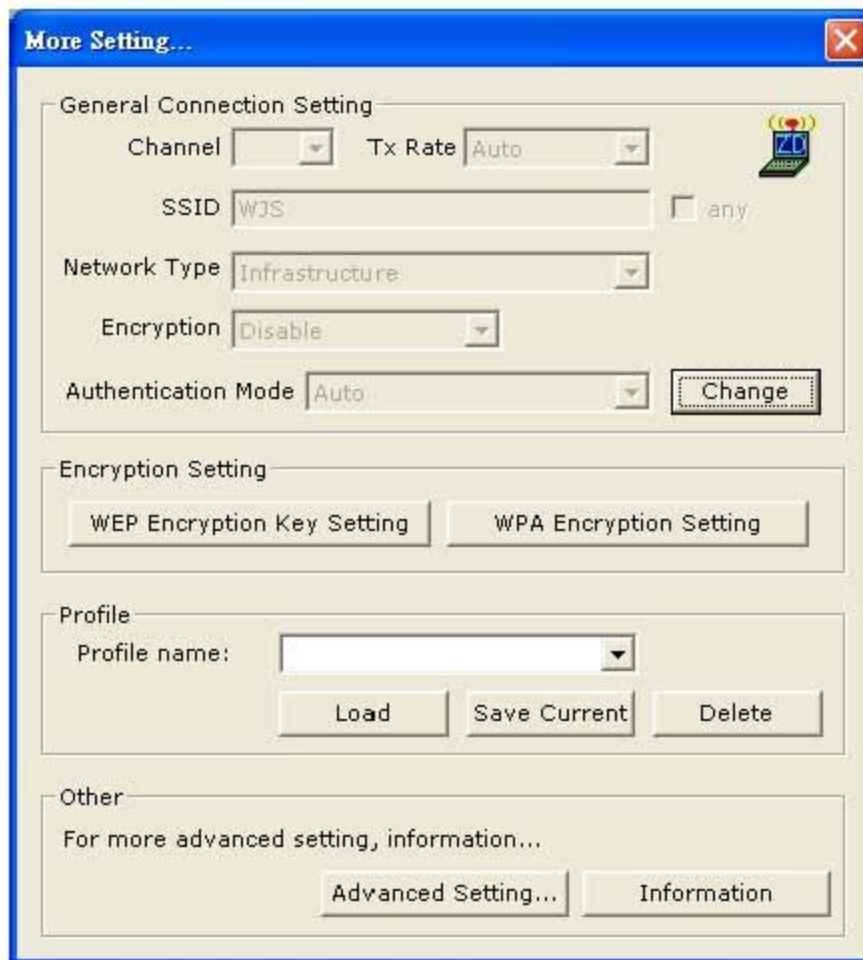 More Setting...
General Connection Setting
Channel Tx Rate Auto
ZD
SSID WJS any
Network Type Infrastructure
Encryption Disable
Authentication Mode Auto Change
Encryption Setting
WEP Encryption Key Setting WPA Encryption Setting
Profile
Profile name:
Load Save Current Delete
Other
For more advanced setting, information...
Advanced Setting... Information